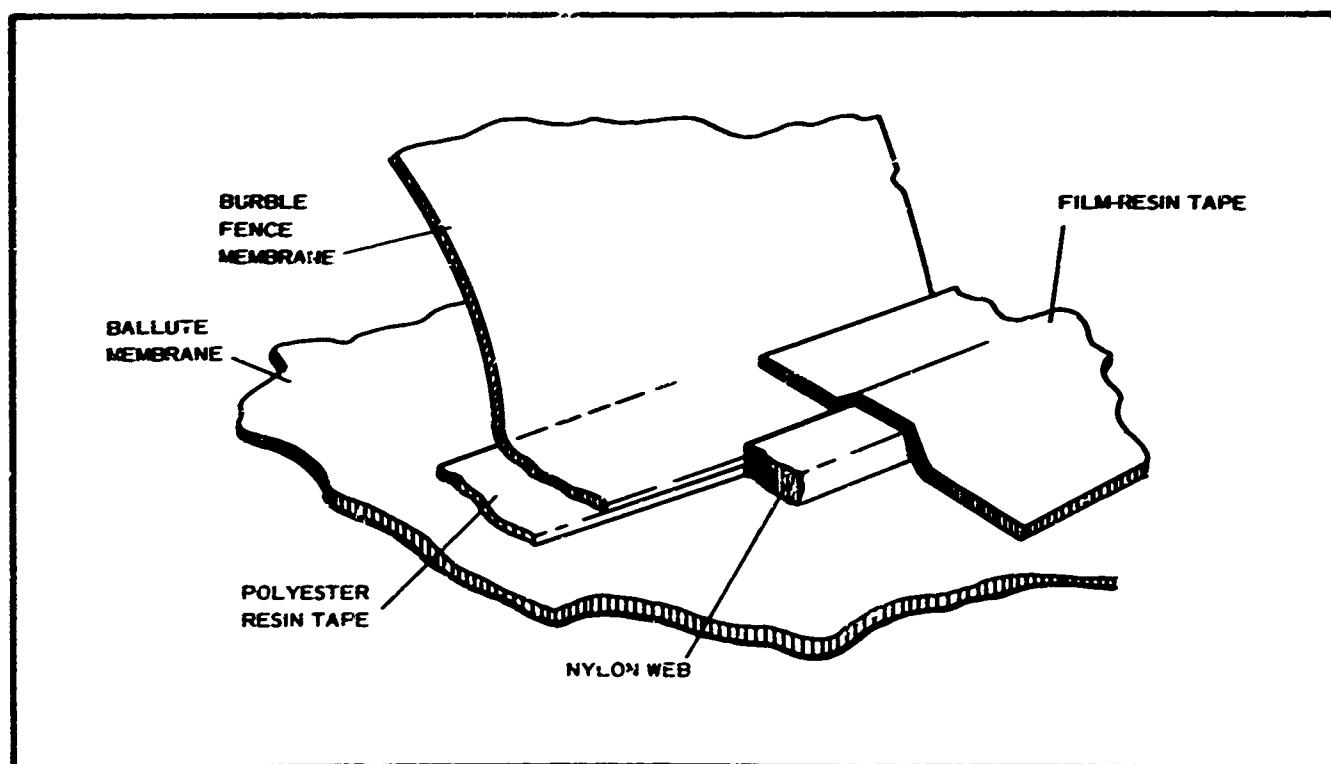 BURBLE
FENCE
MEMBRANE
FILM-RESIN TAPE
BALLUTE
MEMBRANE
POLYESTER
RESIN TAPE
NYLON WEB